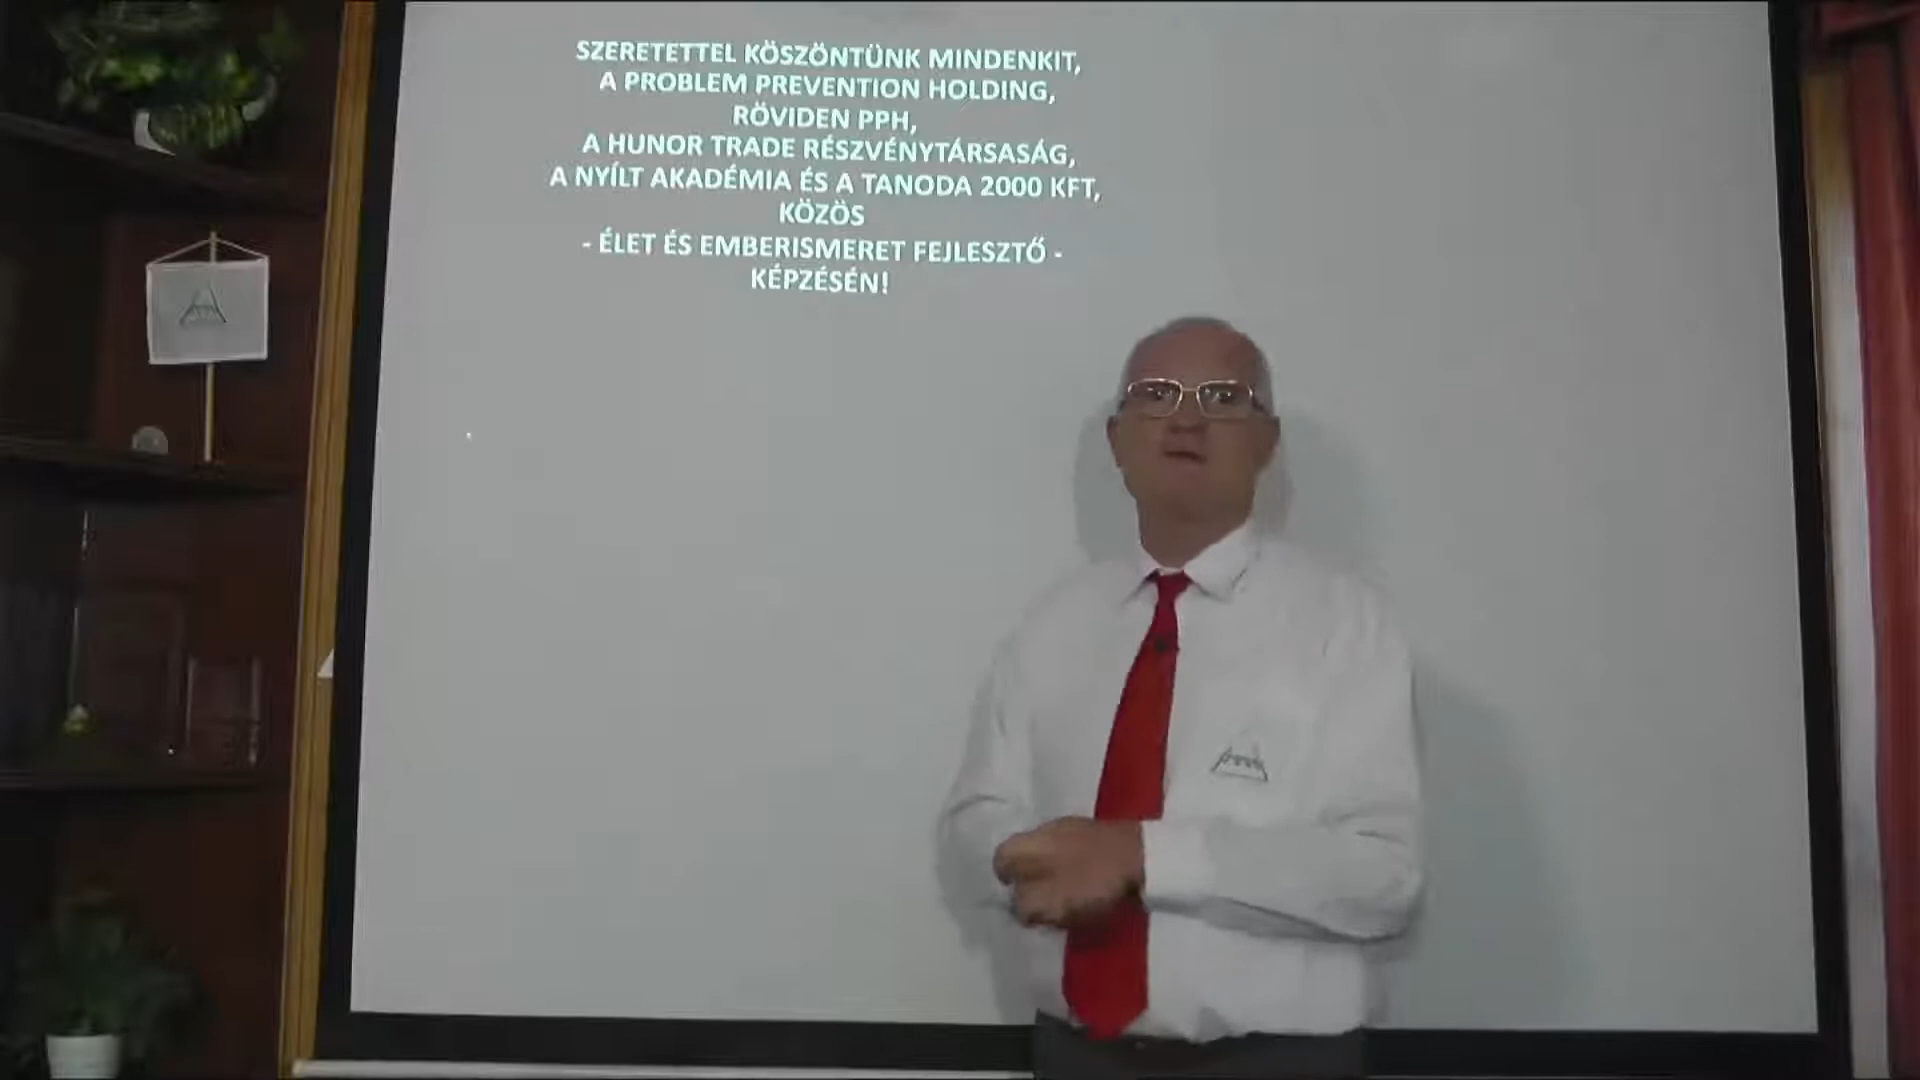 SZERETETTEL KÖSZÖNTÜNK MINDENKIT,
A PROBLEM PREVENTION HOLDING,
RÖVIDEN PPH,
A HUNOR TRADE RÉSZVÉNYTÁRSASÁG,
A NYÍLT AKADÉMIA ÉS A TANODA 2000 KFT,
KÖZÖS
- ÉLET ÉS EMBERISMERET FEJLESZTŐ -
KÉPZÉSÉN!